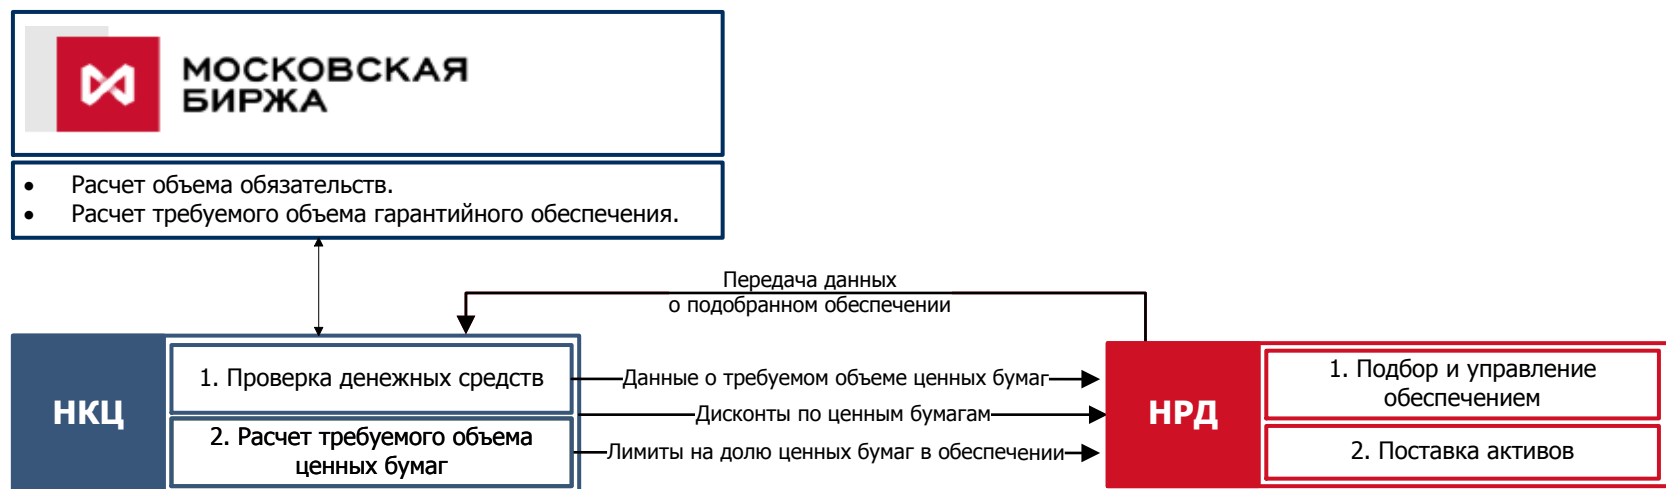 МОСКОВСКАЯ
БИРЖА
• Расчет объема обязательств.
• Расчет требуемого объема гарантийного обеспечения.
Передача данных
о подобранном обеспечении
НКЦ
1. Проверка денежных средств
2. Расчет требуемого объема
ценных бумаг
Данные о требуемом объеме ценных бумаг
Дисконты по ценным бумагам
Лимиты на долю ценных бумаг в обеспечении
НРД
1. Подбор и управление
обеспечением
2. Поставка активов